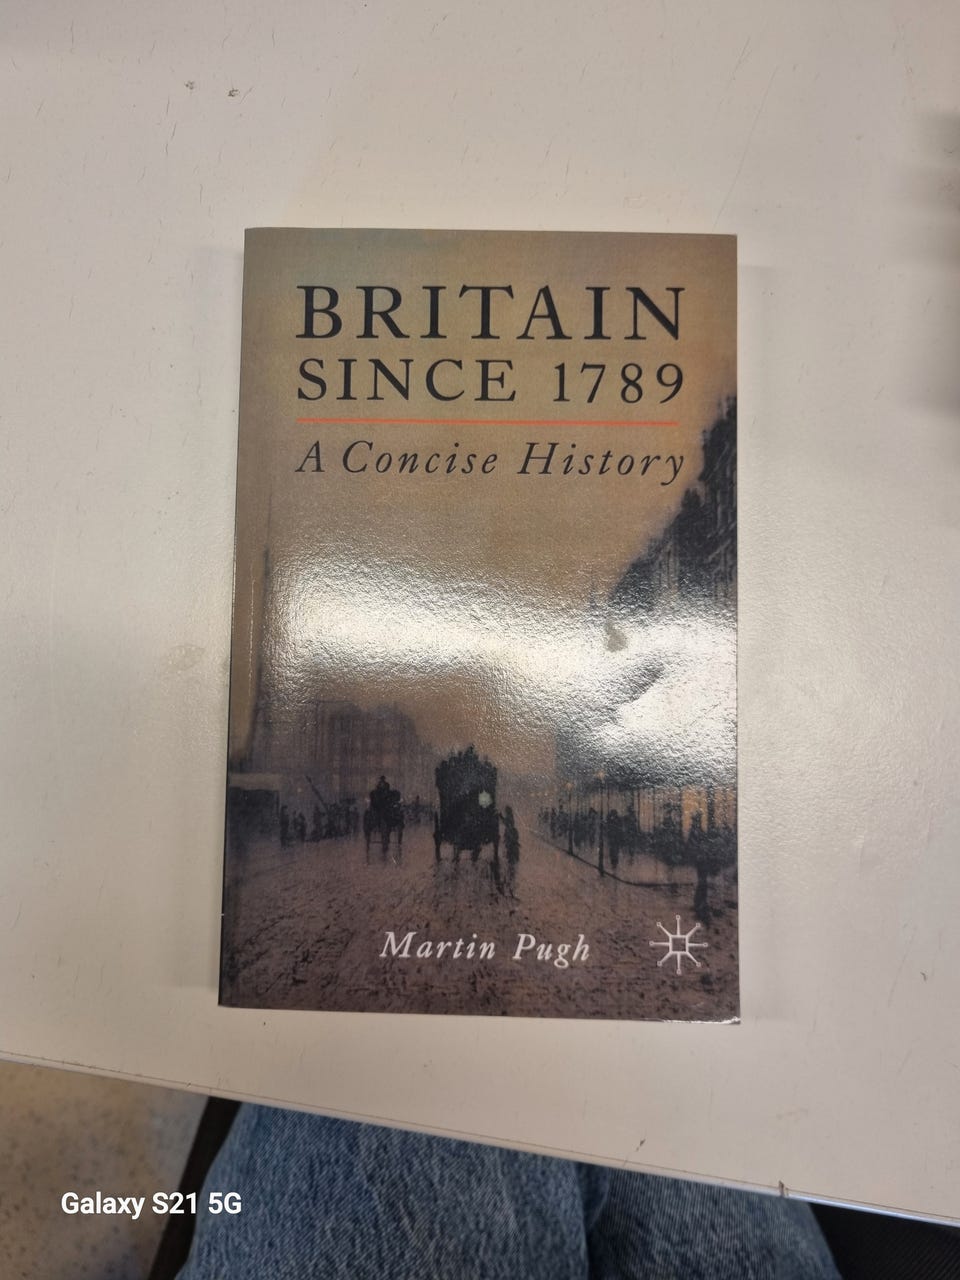 BRITAIN
SINCE 1789
A Concise History
Martin Pugh
Galaxy S21 5G